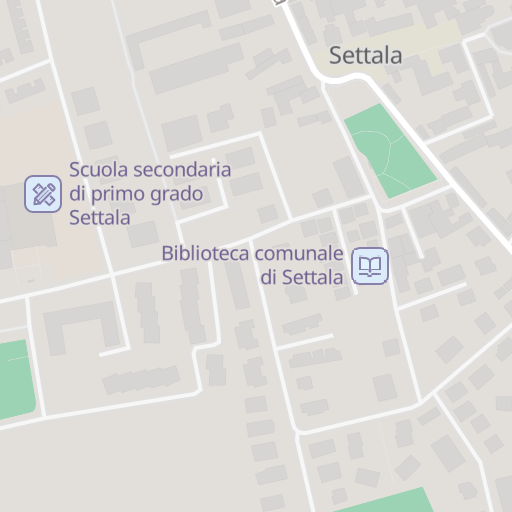 Settala
Scuola secondaria
di primo grado
Settala
Biblioteca comunale
di Settala